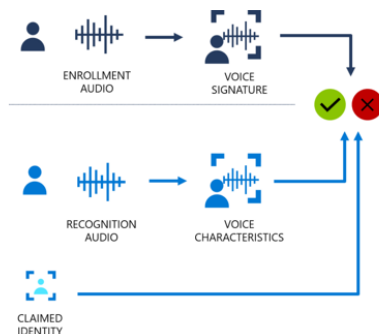 ENROLLMENT
AUDIO
VOICE
SIGNATURE
RECOGNITION
AUDIO
VOICE
CHARACTERISTICS
CLAIMED
IDENTITY